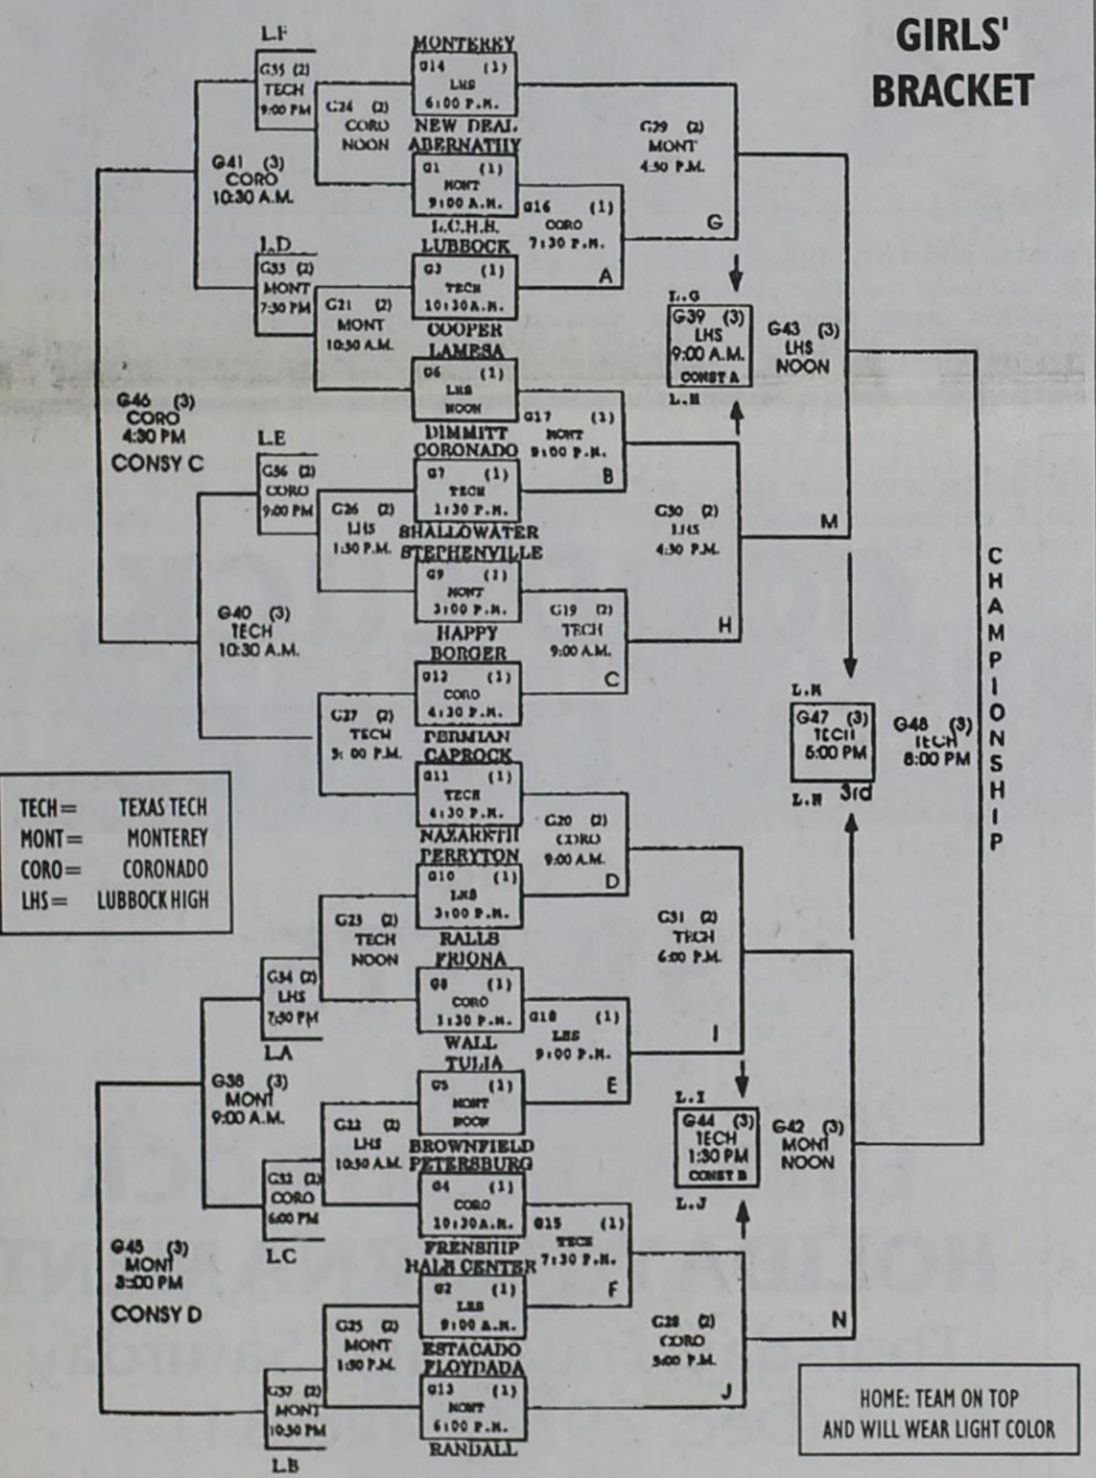 GIRLS'
BRACKET
L.F
G35 (2)
TECH
9:00 PM
G24 (2)
CORO
NOON
MONTERRY
G14 (1)
LHS
6:00 P.M.
NEW DEAL
ABERNATHY
G1 (1)
MONT
9:00 A.M.
L.C.H.S.
G29 (2)
MONT
4:30 P.M.
G
G41 (3)
CORO
10:30 A.M.
G16 (1)
CORO
7:30 P.M.
A
L.D
G33 (2)
MONT
7:30 PM
G21 (2)
MONT
10:30 A.M.
LUBBOCK
G3 (1)
TECH
10:30 A.M.
COOPER
LAMESA
G6 (1)
LHS
NOON
DIMMITT
L.G
G39 (3)
LHS
9:00 A.M.
CONST A
L.H
G43 (3)
LHS
NOON
G46 (3)
CORO
4:30 PM
CONSY C
G17 (1)
MONT
9:00 P.M.
B
L.E
G36 (2)
CORO
9:00 PM
G26 (2)
LHS
1:30 P.M.
CORONADO
G7 (1)
TECH
1:30 P.M.
SHALLOWATER
STEPHENVILLE
G9 (1)
MONT
3:00 P.M.
HAPPY
G30 (2)
LHS
4:30 P.M.
H
M
G40 (3)
TECH
10:30 A.M.
G19 (2)
TECH
9:00 A.M.
C
G27 (2)
TECH
3:00 P.M.
BORGER
G12 (1)
CORO
4:30 P.M.
PERMIAN
CAPROCK
G11 (1)
TECH
4:30 P.M.
NAZARETH
L.M
G47 (3)
TECH
6:00 PM
L.N 3rd
G48 (3)
TECH
8:00 PM
CHAMPIONSHIP
TECH= TEXAS TECH
MONT= MONTEREY
CORO= CORONADO
LHS= LUBBOCK HIGH
G20 (2)
CORO
9:00 A.M.
D
G23 (2)
TECH
NOON
PERRYTON
G10 (1)
LHS
3:00 P.M.
RALLS
FRIONA
G8 (1)
CORO
1:30 P.M.
WALL
G31 (2)
TECH
6:00 P.M.
I
G34 (2)
LHS
7:30 PM
L.A
G18 (1)
LHS
9:00 P.M.
E
G38 (3)
MONT
9:00 A.M.
TULIA
G5 (1)
MONT
NOON
BROWNFIELD
G22 (2)
LHS
10:30 A.M.
PETERSBURG
G4 (1)
CORO
10:30 A.M.
FRENSHIP
L.I
G44 (3)
TECH
1:30 PM
CONST B
L.J
G42 (3)
MONT
NOON
G32 (2)
CORO
6:00 PM
L.C
G15 (1)
TECH
7:30 P.M.
F
G45 (3)
MONT
3:00 PM
CONSY D
HALE CENTER
G2 (1)
LHS
9:00 A.M.
ESTACADO
G25 (2)
MONT
1:30 P.M.
FLOYDADA
G13 (1)
MONT
6:00 P.M.
RANDALL
G28 (2)
CORO
3:00 P.M.
J
N
G37 (2)
MONT
10:30 PM
L.B
HOME: TEAM ON TOP
AND WILL WEAR LIGHT COLOR